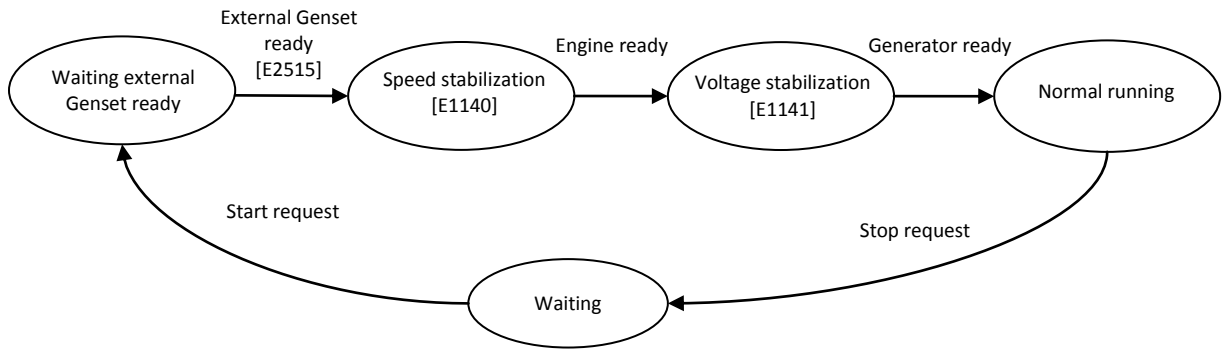 External Genset
ready
[E2515]
Engine ready
Generator ready
Waiting external
Genset ready
Speed stabilization
[E1140]
Voltage stabilization
[E1141]
Normal running
Start request
Stop request
Waiting